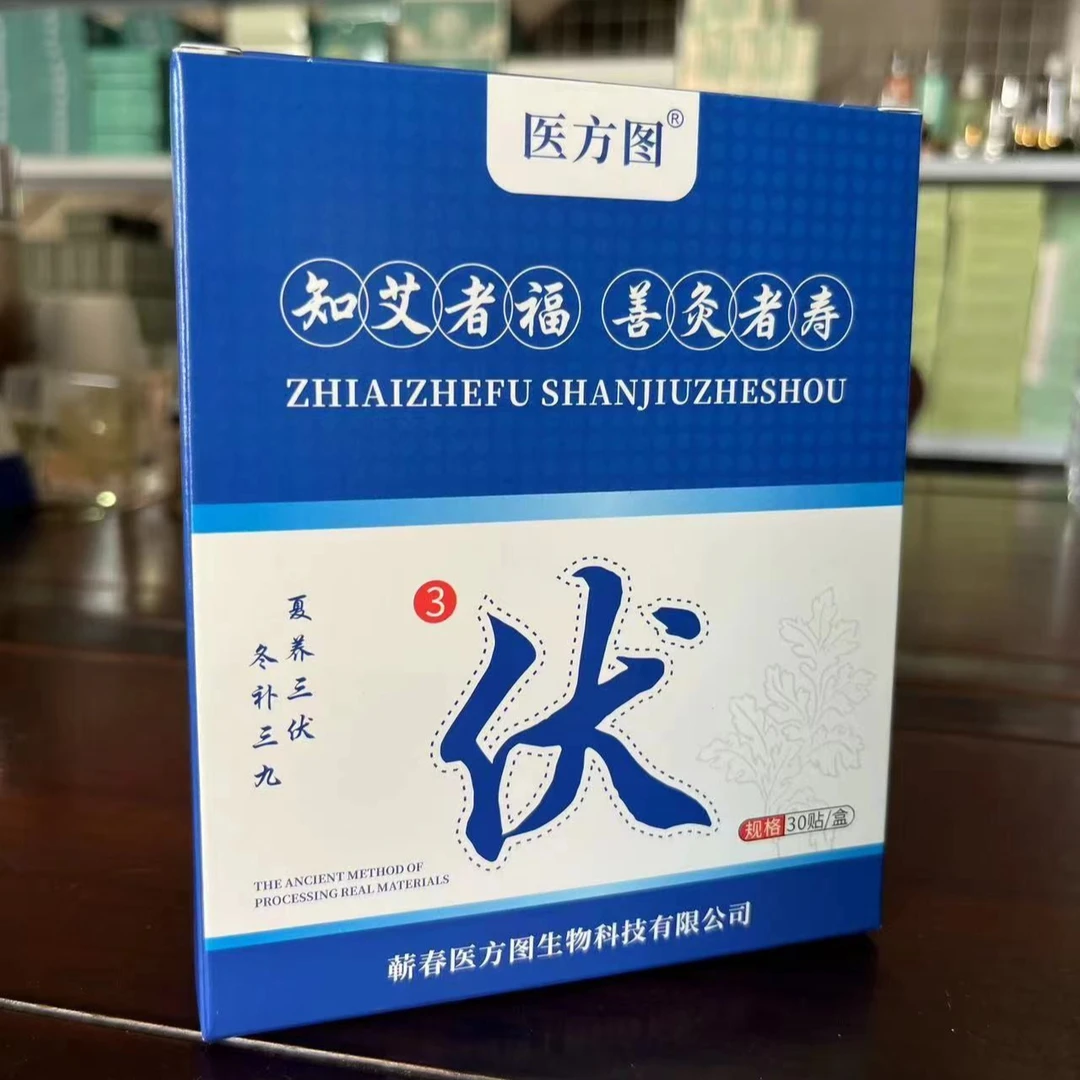 医方图®
知艾者福 善灸者寿
ZHIAIZHEFU SHANJIUZHESHOU
3
伏
夏养三伏
冬补三九
规格 30贴/盒
THE ANCIENT METHOD OF
PROCESSING REAL MATERIALS
蕲春医方图生物科技有限公司